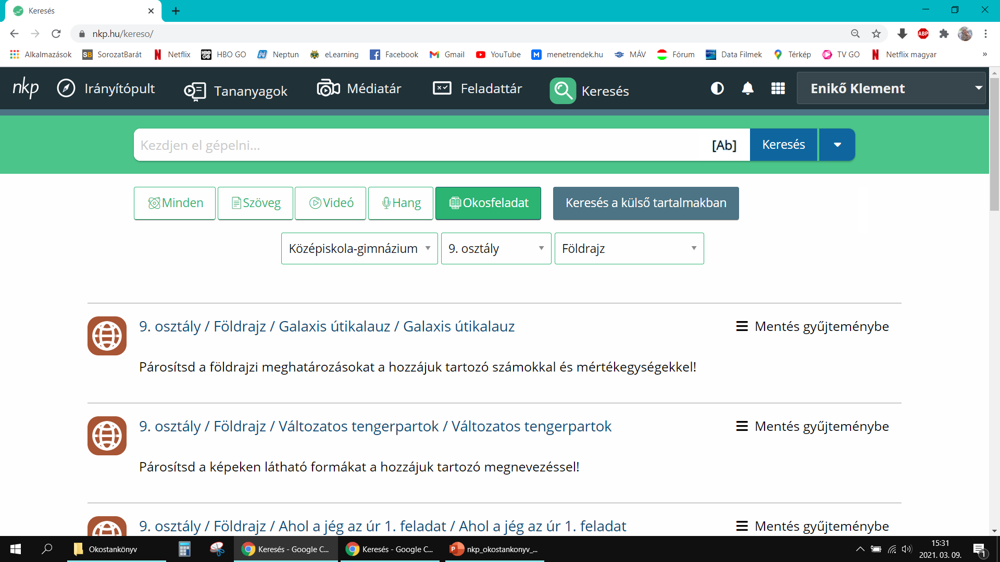 Keresés
nkp.hu/kereso/
Alkalmazások SB SorozatBarát Netflix HBO GO HBO GO Neptun eLearning Facebook Gmail YouTube M menetrendek.hu MÁV Fórum Data Filmek Térkép TV GO Netflix magyar »
ABP
nkp Irányítópult Tananyagok Médiatár Feladattár Keresés Enikő Klement
Kezdjen el gépelni... [Ab] Keresés
Minden Szöveg Videó Hang Okosfeladat Keresés a külső tartalmakban
Középiskola-gimnázium 9. osztály Földrajz
9. osztály / Földrajz / Galaxis útikalauz / Galaxis útikalauz Mentés gyűjteménybe
Párosítsd a földrajzi meghatározásokat a hozzájuk tartozó számokkal és mértékegységekkel!
9. osztály / Földrajz / Változatos tengerpartok / Változatos tengerpartok Mentés gyűjteménybe
Párosítsd a képeken látható formákat a hozzájuk tartozó megnevezéssel!
9. osztály / Földrajz / Ahol a jég az úr 1. feladat / Ahol a jég az úr 1. feladat Mentés gyűjteménybe
Okostankönyv Keresés - Google C... Keresés - Google C... nkp_okostankonyv_... 15:31
2021. 03. 09. 1